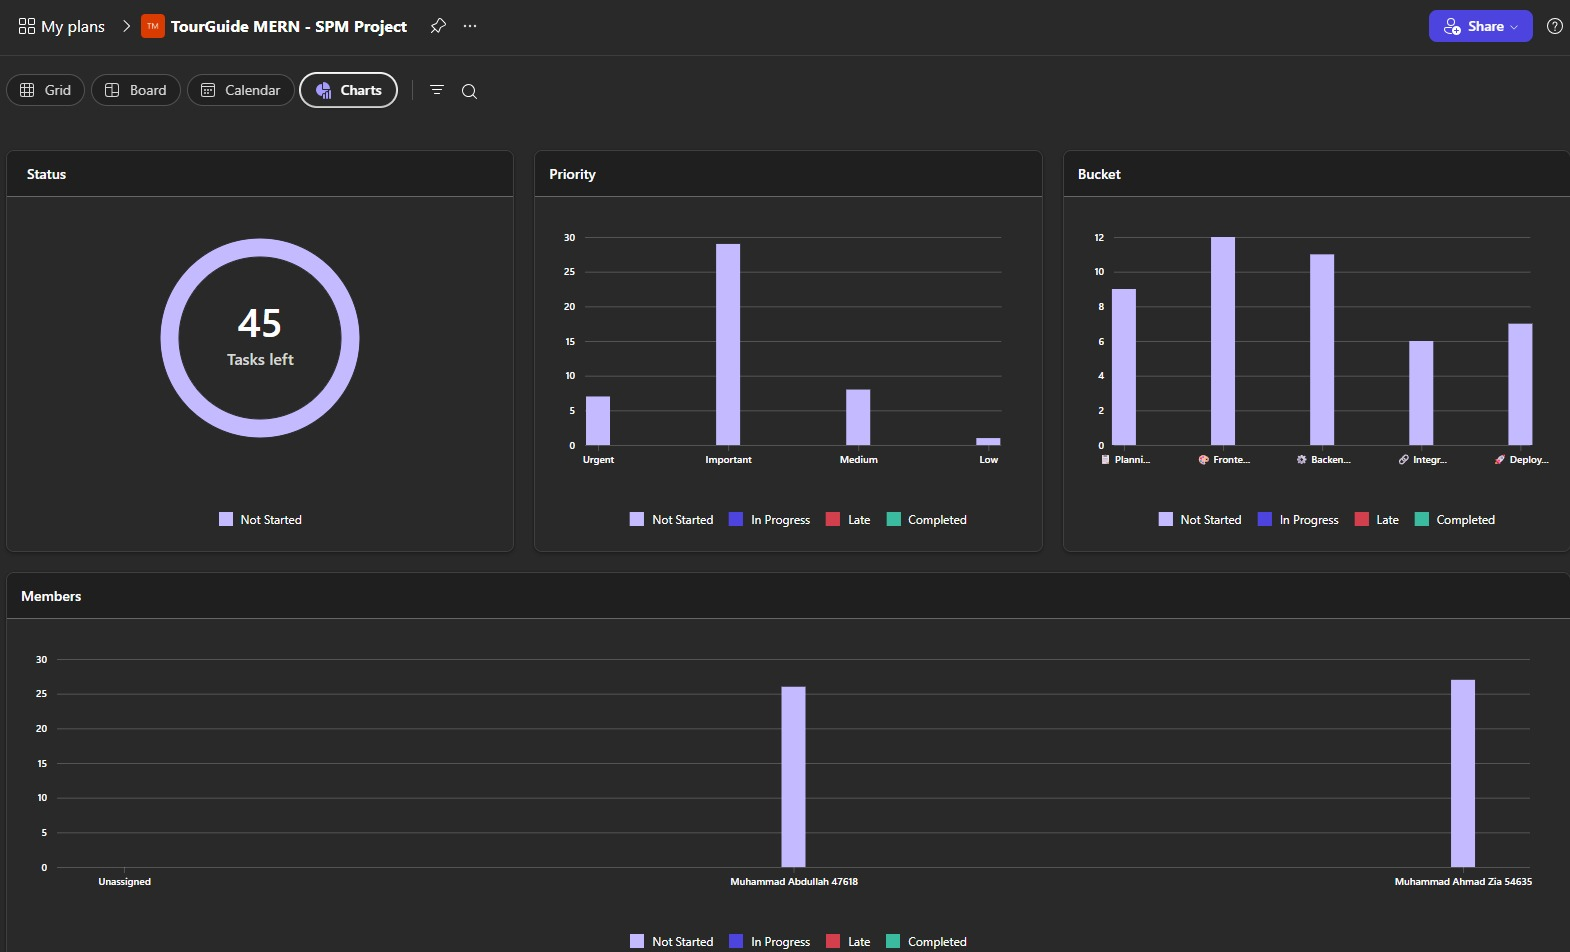 My plans
TM
TourGuide MERN - SPM Project
Share
Grid
Board
Calendar
Charts
Status
45
Tasks left
Not Started
Priority
30
25
20
15
10
5
0
Urgent Important Medium Low
Not Started In Progress Late Completed
Bucket
12
10
8
6
4
2
0
Planni... Fronte... Backen... Integr... Deploy...
Not Started In Progress Late Completed
Members
30
25
20
15
10
5
0
Unassigned Muhammad Abdullah 47618 Muhammad Ahmad Zia 54635
Not Started In Progress Late Completed